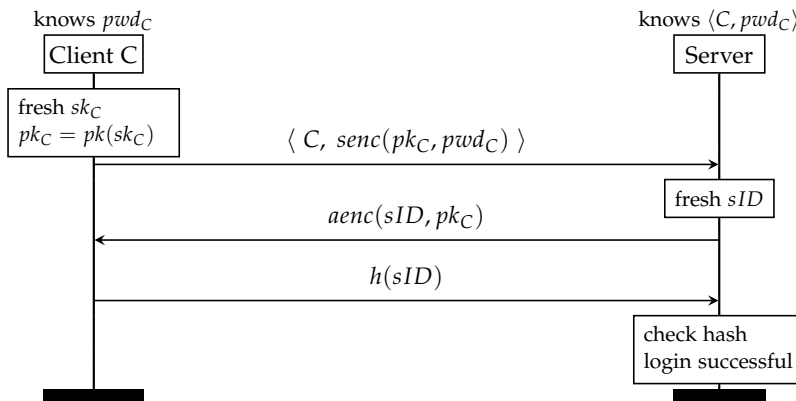 knows pwd_C
knows ⟨C, pwd_C⟩
Client C
Server
fresh sk_C
pk_C = pk(sk_C)
⟨ C, senc(pk_C, pwd_C) ⟩
fresh sID
aenc(sID, pk_C)
h(sID)
check hash
login successful